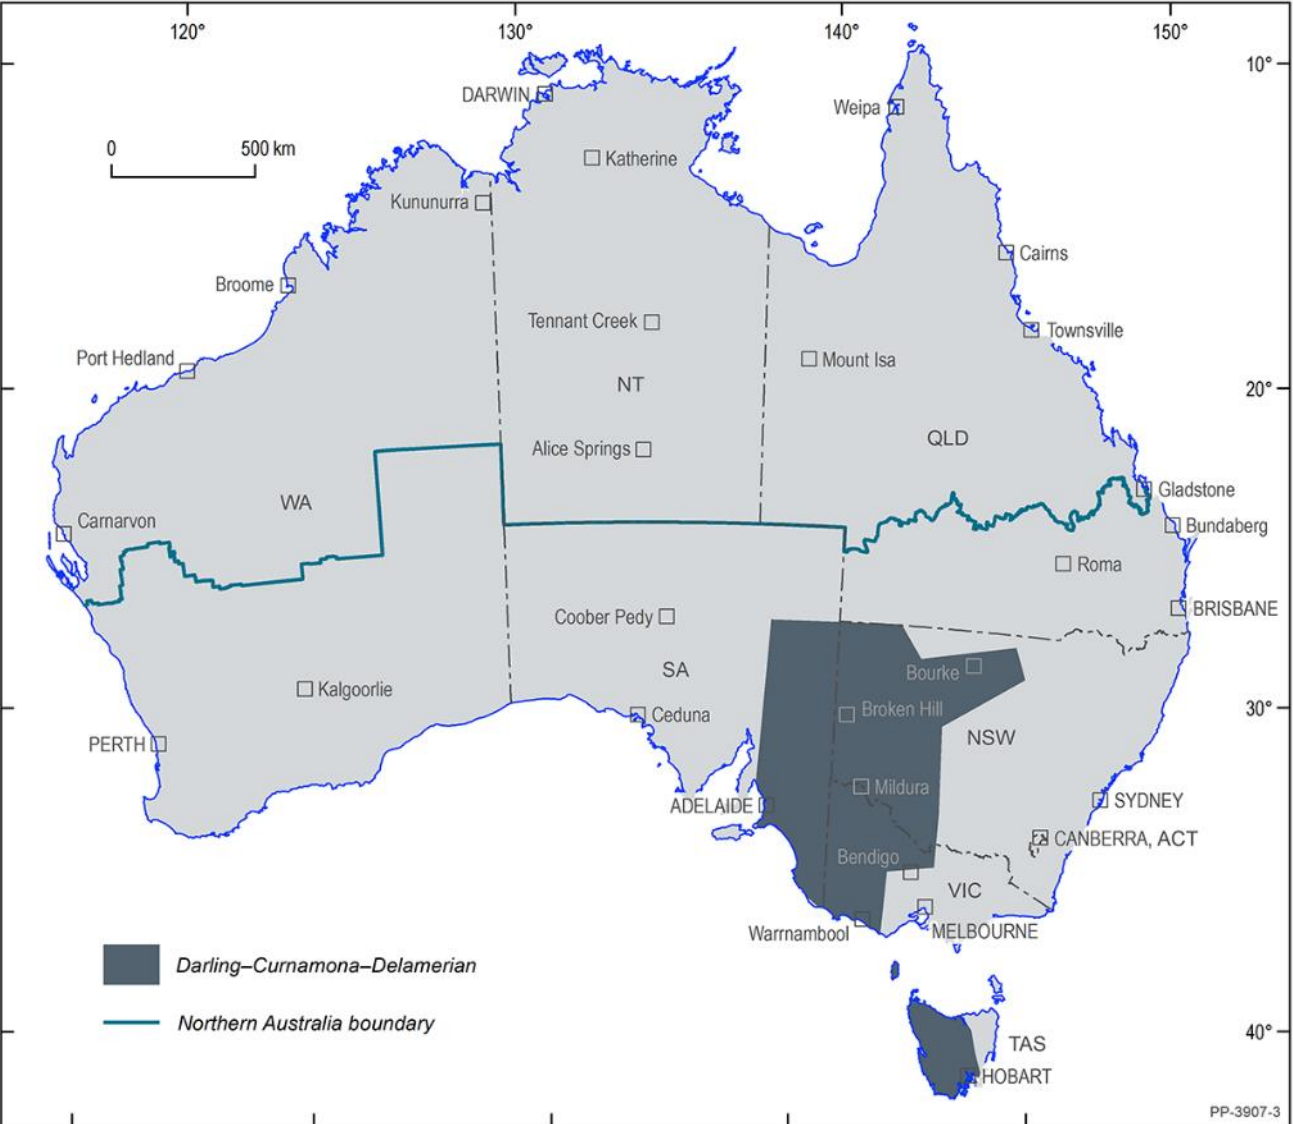 120°
130°
140°
150°
10°
DARWIN
Weipa
0
500 km
Katherine
Kununurra
Cairns
Broome
Tennant Creek
Townsville
Port Hedland
Mount Isa
NT
20°
QLD
Alice Springs
Gladstone
WA
Carnarvon
Bundaberg
Roma
BRISBANE
Coober Pedy
SA
Bourke
Kalgoorlie
Broken Hill
30°
Ceduna
NSW
PERTH
Mildura
SYDNEY
ADELAIDE
CANBERRA, ACT
Bendigo
VIC
Warrnambool
MELBOURNE
Darling–Curnamona–Delamerian
Northern Australia boundary
40°
TAS
HOBART
PP-3907-3